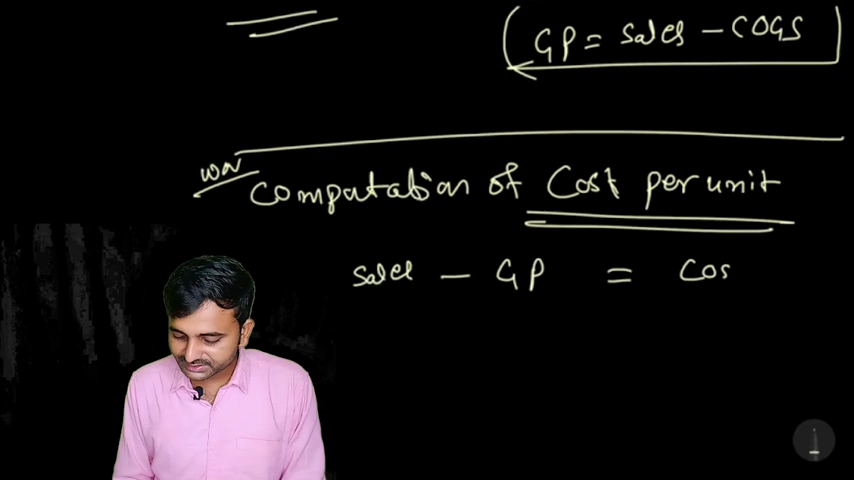 GP = Sales - COGS
WN
Computation of Cost per unit
Sales - GP = Cos